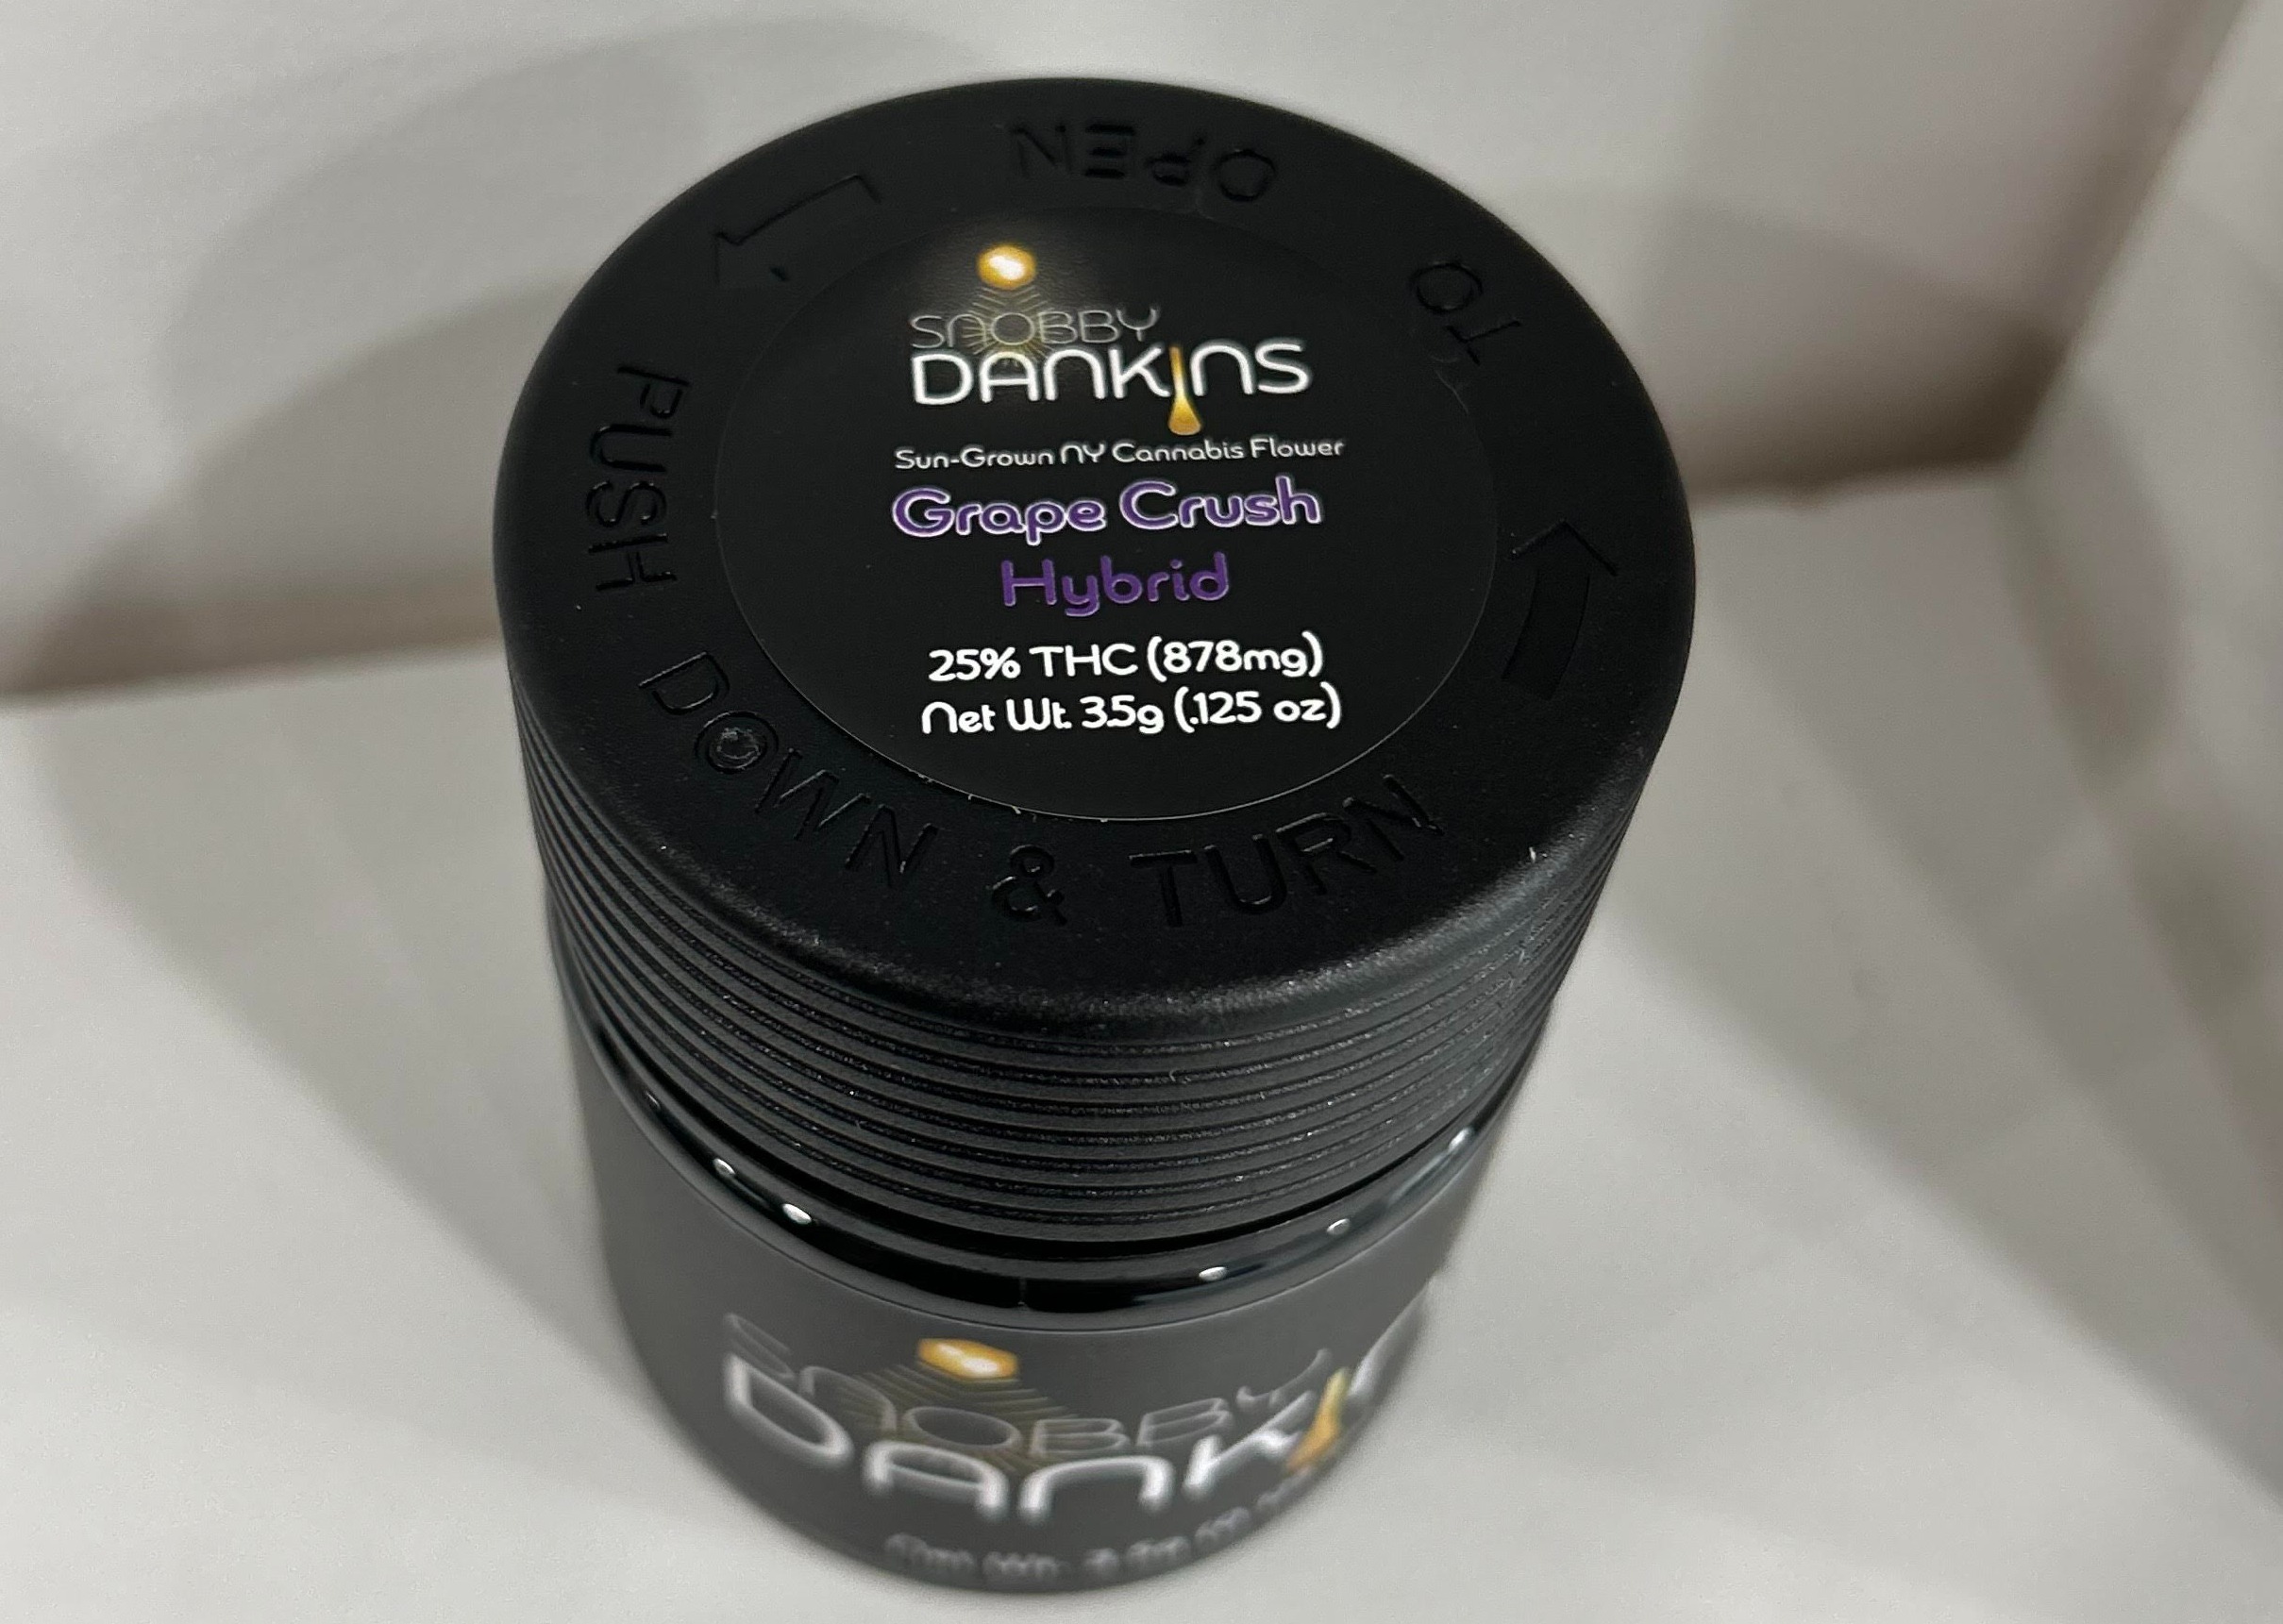 SNOBBY
DANKINS
Sun-Grown NY Cannabis Flower
Grape Crush
Hybrid
25% THC (878mg)
Net Wt. 3.5g (.125 oz)
PUSH DOWN & TURN TO OPEN
SNOBBY
DANKIN